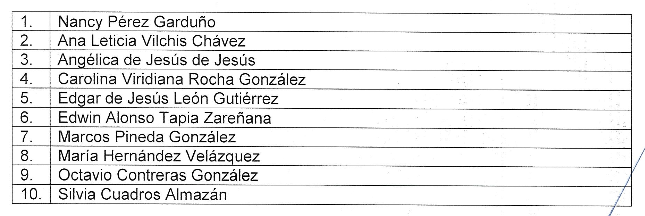 1. Nancy Pérez Garduño
2. Ana Leticia Vilchis Chávez
3. Angélica de Jesús de Jesús
4. Carolina Viridiana Rocha González
5. Edgar de Jesús León Gutiérrez
6. Edwin Alonso Tapia Zareñana
7. Marcos Pineda González
8. María Hernández Velázquez
9. Octavio Contreras González
10. Silvia Cuadros Almazán